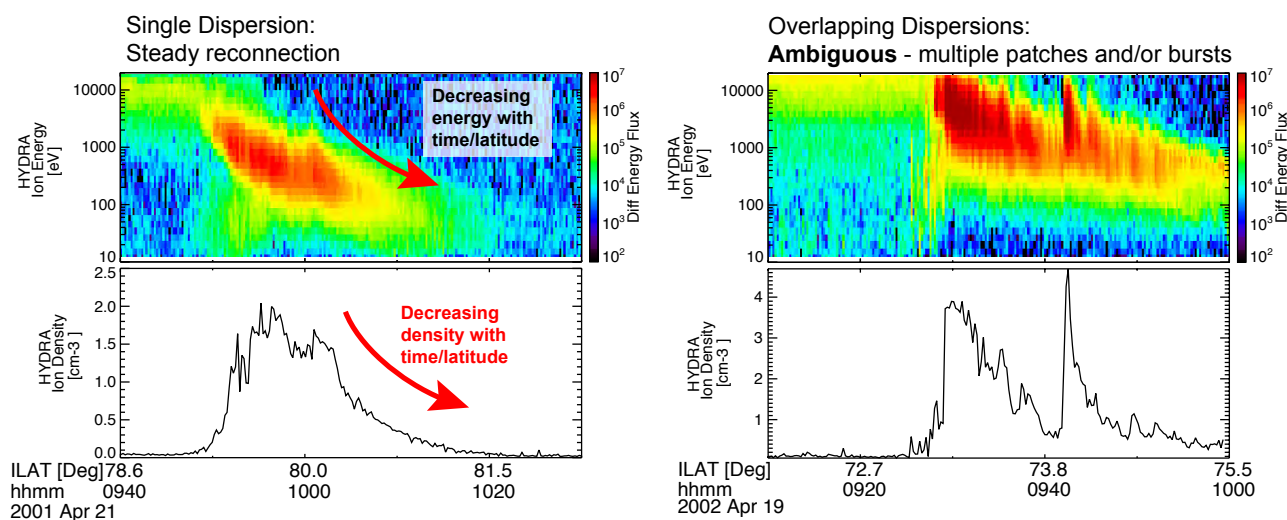 Single Dispersion:
Steady reconnection
HYDRA
Ion Energy
[eV]
10000
1000
100
10
Decreasing
energy with
time/latitude
10^7
10^6
10^5
10^4
10^3
10^2
Diff Energy Flux
HYDRA
Ion Density
[cm-3 ]
2.5
2.0
1.5
1.0
0.5
0.0
Decreasing
density with
time/latitude
ILAT [Deg] 78.6 80.0 81.5
hhmm 0940 1000 1020
2001 Apr 21
Overlapping Dispersions:
Ambiguous - multiple patches and/or bursts
HYDRA
Ion Energy
[eV]
10000
1000
100
10
10^7
10^6
10^5
10^4
10^3
10^2
Diff Energy Flux
HYDRA
Ion Density
[cm-3 ]
4
3
2
1
ILAT [Deg] 72.7 73.8 75.5
hhmm 0920 0940 1000
2002 Apr 19